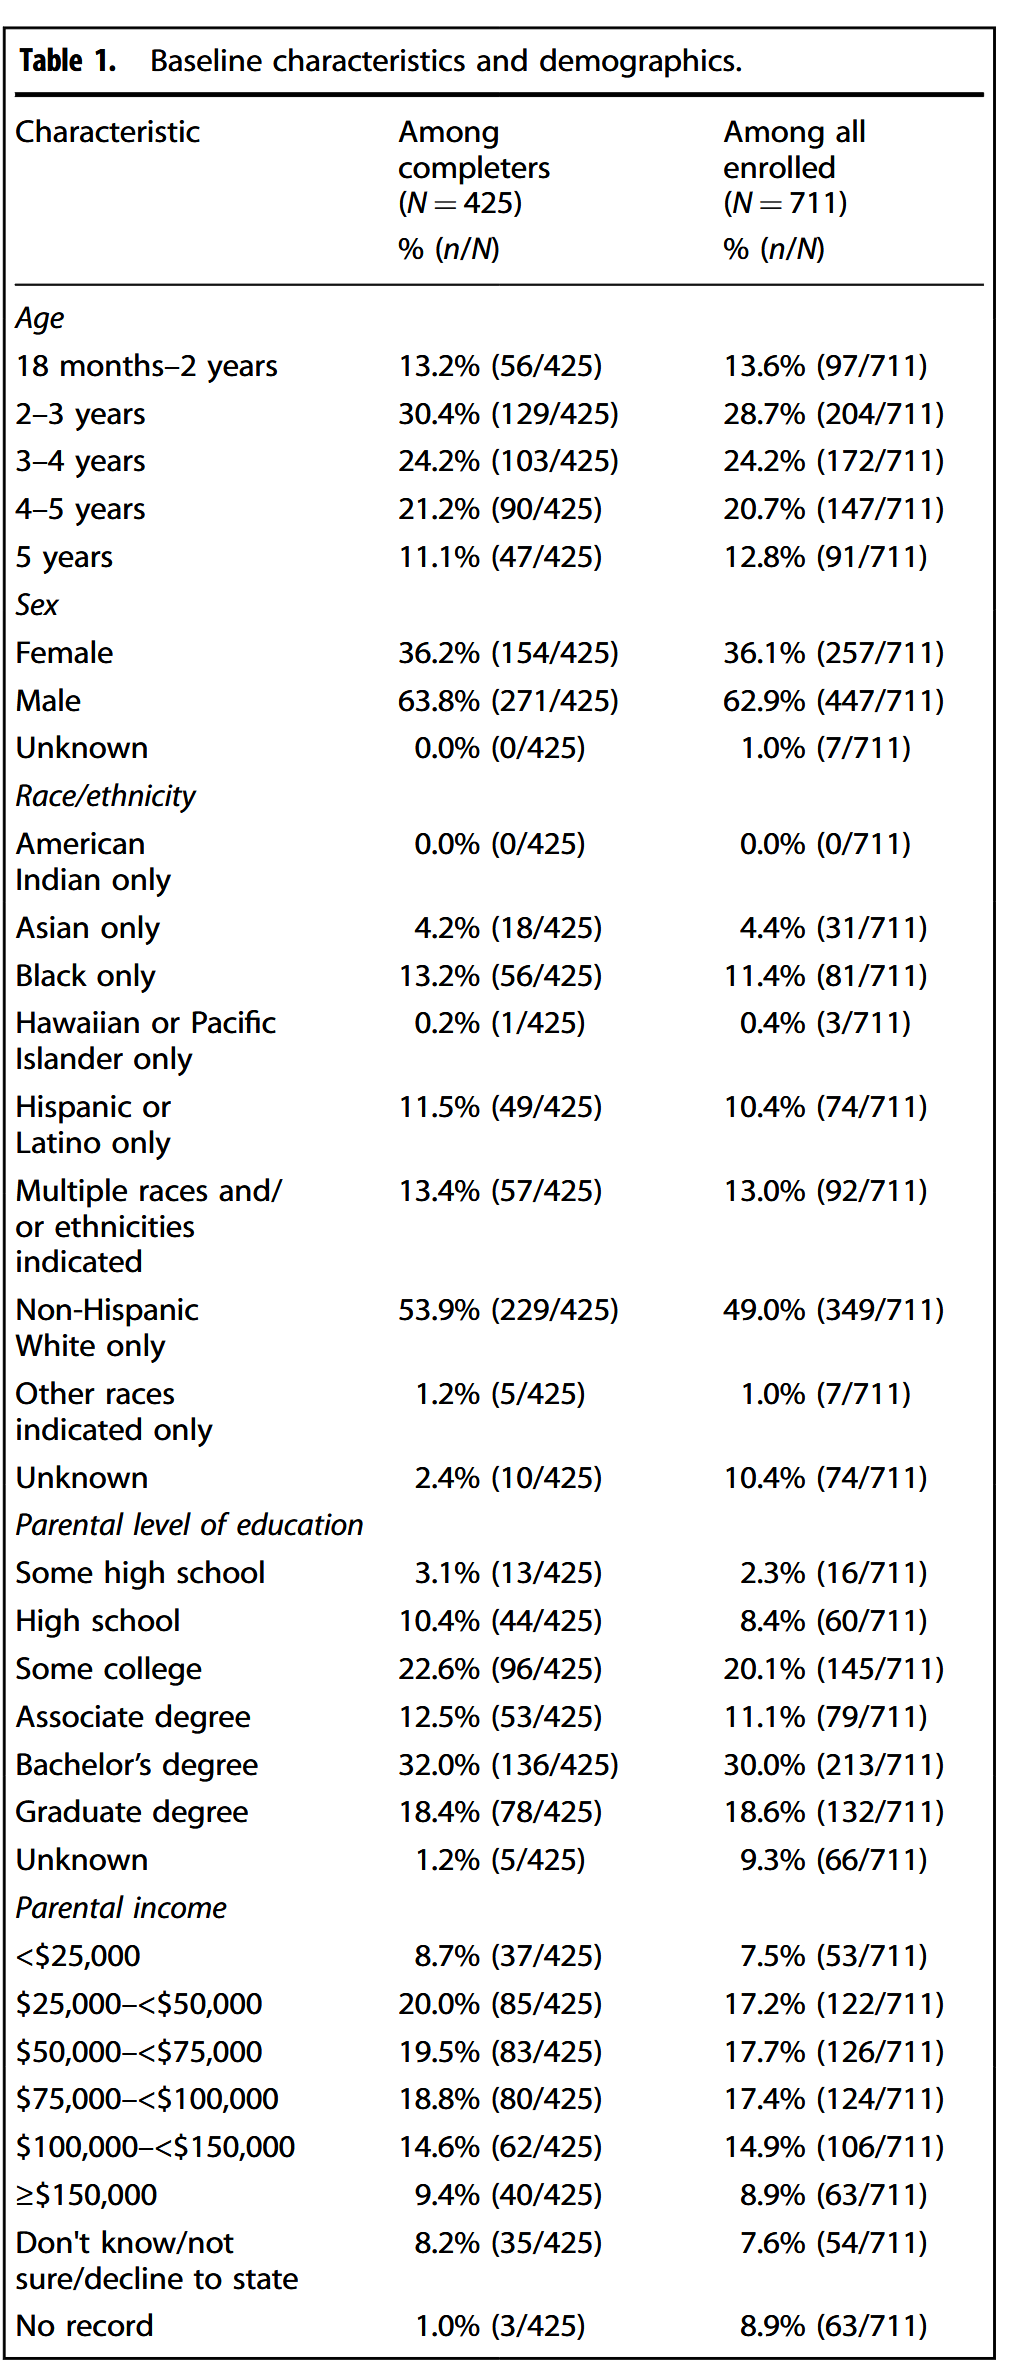 Table 1. Baseline characteristics and demographics.
Characteristic Among completers (N = 425) Among all enrolled (N = 711)
% (n/N) % (n/N)
Age
18 months–2 years 13.2% (56/425) 13.6% (97/711)
2–3 years 30.4% (129/425) 28.7% (204/711)
3–4 years 24.2% (103/425) 24.2% (172/711)
4–5 years 21.2% (90/425) 20.7% (147/711)
5 years 11.1% (47/425) 12.8% (91/711)
Sex
Female 36.2% (154/425) 36.1% (257/711)
Male 63.8% (271/425) 62.9% (447/711)
Unknown 0.0% (0/425) 1.0% (7/711)
Race/ethnicity
American 0.0% (0/425) 0.0% (0/711)
Indian only
Asian only 4.2% (18/425) 4.4% (31/711)
Black only 13.2% (56/425) 11.4% (81/711)
Hawaiian or Pacific 0.2% (1/425) 0.4% (3/711)
Islander only
Hispanic or 11.5% (49/425) 10.4% (74/711)
Latino only
Multiple races and/ 13.4% (57/425) 13.0% (92/711)
or ethnicities
indicated
Non-Hispanic 53.9% (229/425) 49.0% (349/711)
White only
Other races 1.2% (5/425) 1.0% (7/711)
indicated only
Unknown 2.4% (10/425) 10.4% (74/711)
Parental level of education
Some high school 3.1% (13/425) 2.3% (16/711)
High school 10.4% (44/425) 8.4% (60/711)
Some college 22.6% (96/425) 20.1% (145/711)
Associate degree 12.5% (53/425) 11.1% (79/711)
Bachelor’s degree 32.0% (136/425) 30.0% (213/711)
Graduate degree 18.4% (78/425) 18.6% (132/711)
Unknown 1.2% (5/425) 9.3% (66/711)
Parental income
<$25,000 8.7% (37/425) 7.5% (53/711)
$25,000–<$50,000 20.0% (85/425) 17.2% (122/711)
$50,000–<$75,000 19.5% (83/425) 17.7% (126/711)
$75,000–<$100,000 18.8% (80/425) 17.4% (124/711)
$100,000–<$150,000 14.6% (62/425) 14.9% (106/711)
≥$150,000 9.4% (40/425) 8.9% (63/711)
Don't know/not 8.2% (35/425) 7.6% (54/711)
sure/decline to state
No record 1.0% (3/425) 8.9% (63/711)